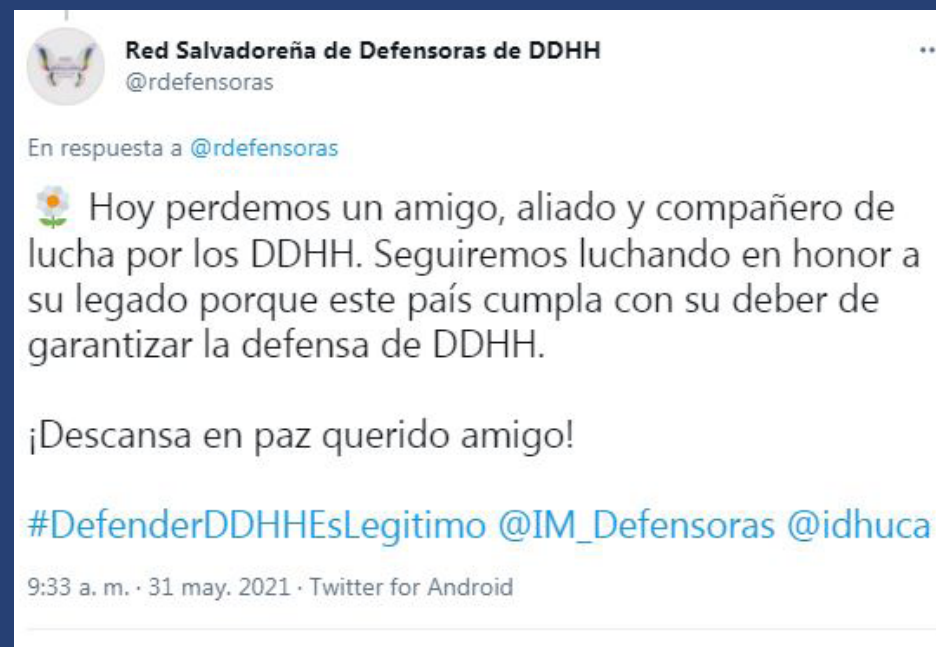 Red Salvadoreña de Defensoras de DDHH
@rdefensoras
En respuesta a @rdefensoras
Hoy perdemos un amigo, aliado y compañero de
lucha por los DDHH. Seguiremos luchando en honor a
su legado porque este país cumpla con su deber de
garantizar la defensa de DDHH.
¡Descansa en paz querido amigo!
#DefenderDDHHEsLegitimo @IM_Defensoras @idhuca
9:33 a. m. · 31 may. 2021 · Twitter for Android